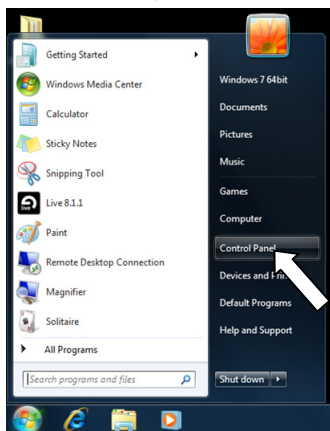 Getting Started
Windows Media Center
Calculator
Sticky Notes
Snipping Tool
Live 8.1.1
Paint
Remote Desktop Connection
Magnifier
Solitaire
All Programs
Search programs and files
Windows 7 64bit
Documents
Pictures
Music
Games
Computer
Control Panel
Devices and
Default Programs
Help and Support
Shut down